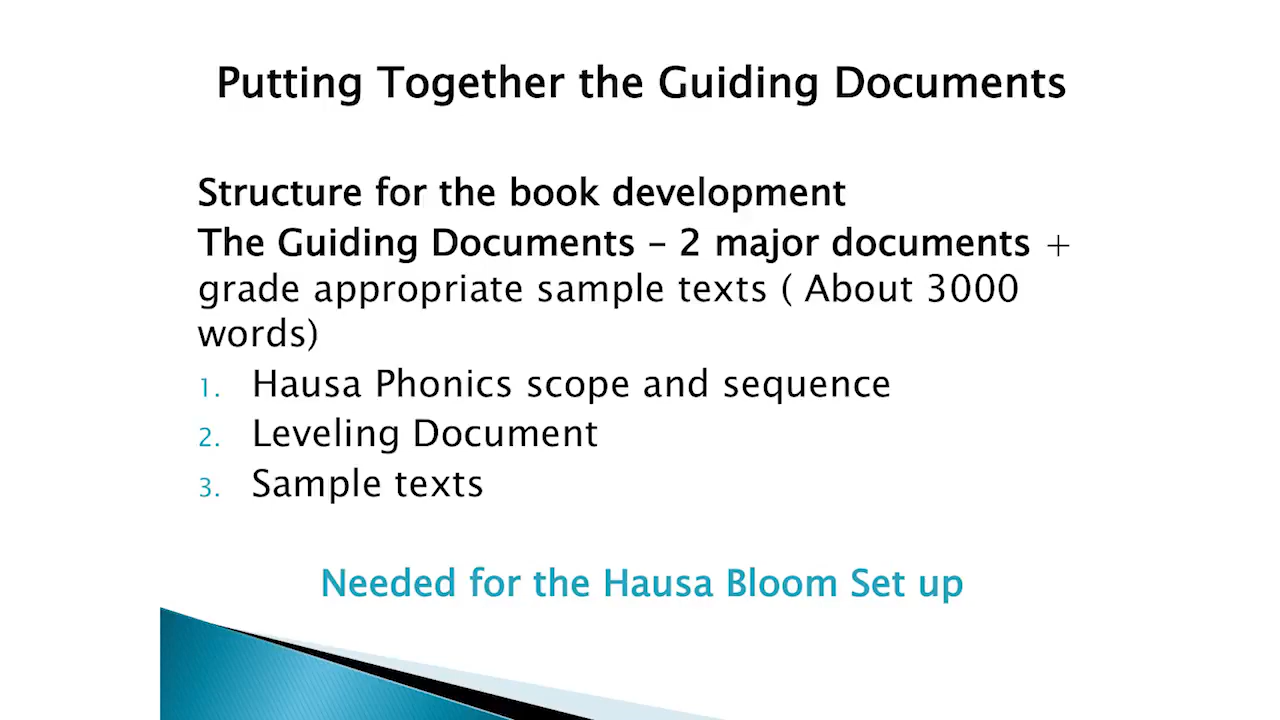 Putting Together the Guiding Documents
Structure for the book development
The Guiding Documents – 2 major documents +
grade appropriate sample texts ( About 3000
words)
1. Hausa Phonics scope and sequence
2. Leveling Document
3. Sample texts
Needed for the Hausa Bloom Set up